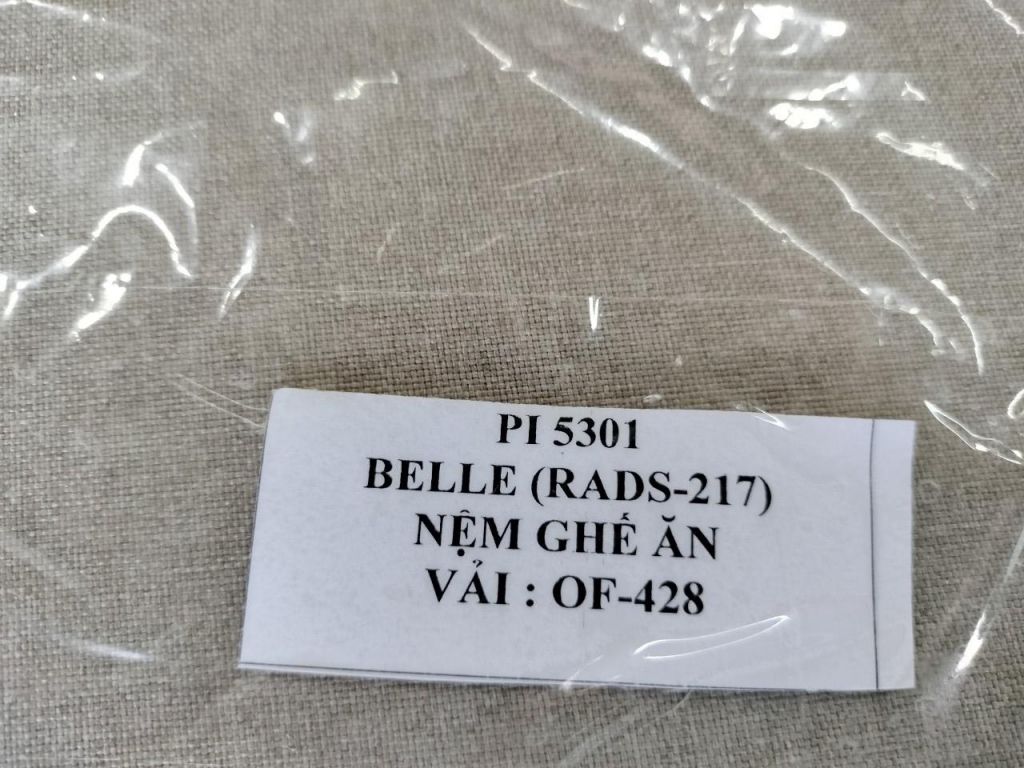 PI 5301
BELLE (RADS-217)
NỆM GHẾ ĂN
VẢI : OF-428